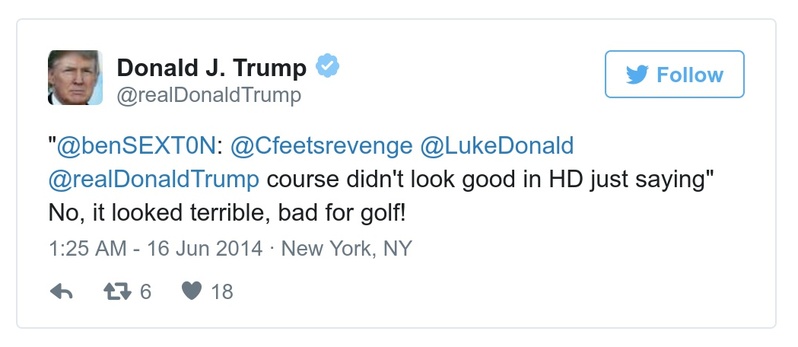 Donald J. Trump
Follow
@realDonaldTrump
"@benSEXT0N: @Cfeetsrevenge @LukeDonald
@realDonaldTrump course didn't look good in HD just saying"
No, it looked terrible, bad for golf!
1:25 AM - 16 Jun 2014 · New York, NY
6 18